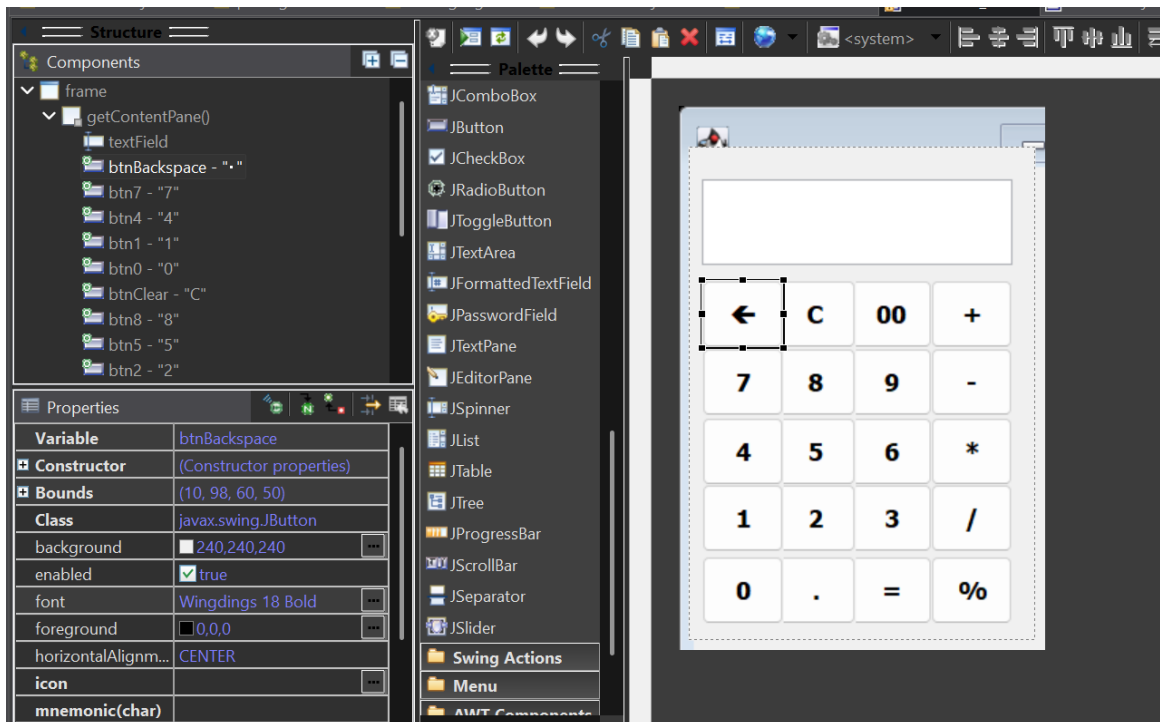 Structure
Components
frame
getContentPane()
textField
btnBackspace - "·"
btn7 - "7"
btn4 - "4"
btn1 - "1"
btn0 - "0"
btnClear - "C"
btn8 - "8"
btn5 - "5"
btn2 - "2"
Properties
Variable btnBackspace
Constructor (Constructor properties)
Bounds (10, 98, 60, 50)
Class javax.swing.JButton
background 240,240,240 ...
enabled true
font Wingdings 18 Bold ...
foreground 0,0,0 ...
horizontalAlignm... CENTER
icon ...
mnemonic(char)
<system>
Palette
JComboBox
JButton
JCheckBox
JRadioButton
JToggleButton
JTextArea
JFormattedTextField
JPasswordField
JTextPane
JEditorPane
JSpinner
JList
JTable
JTree
JProgressBar
JScrollBar
JSeparator
JSlider
Swing Actions
Menu
AWT Components
← C 00 +
7 8 9 -
4 5 6 *
1 2 3 /
0 . = %